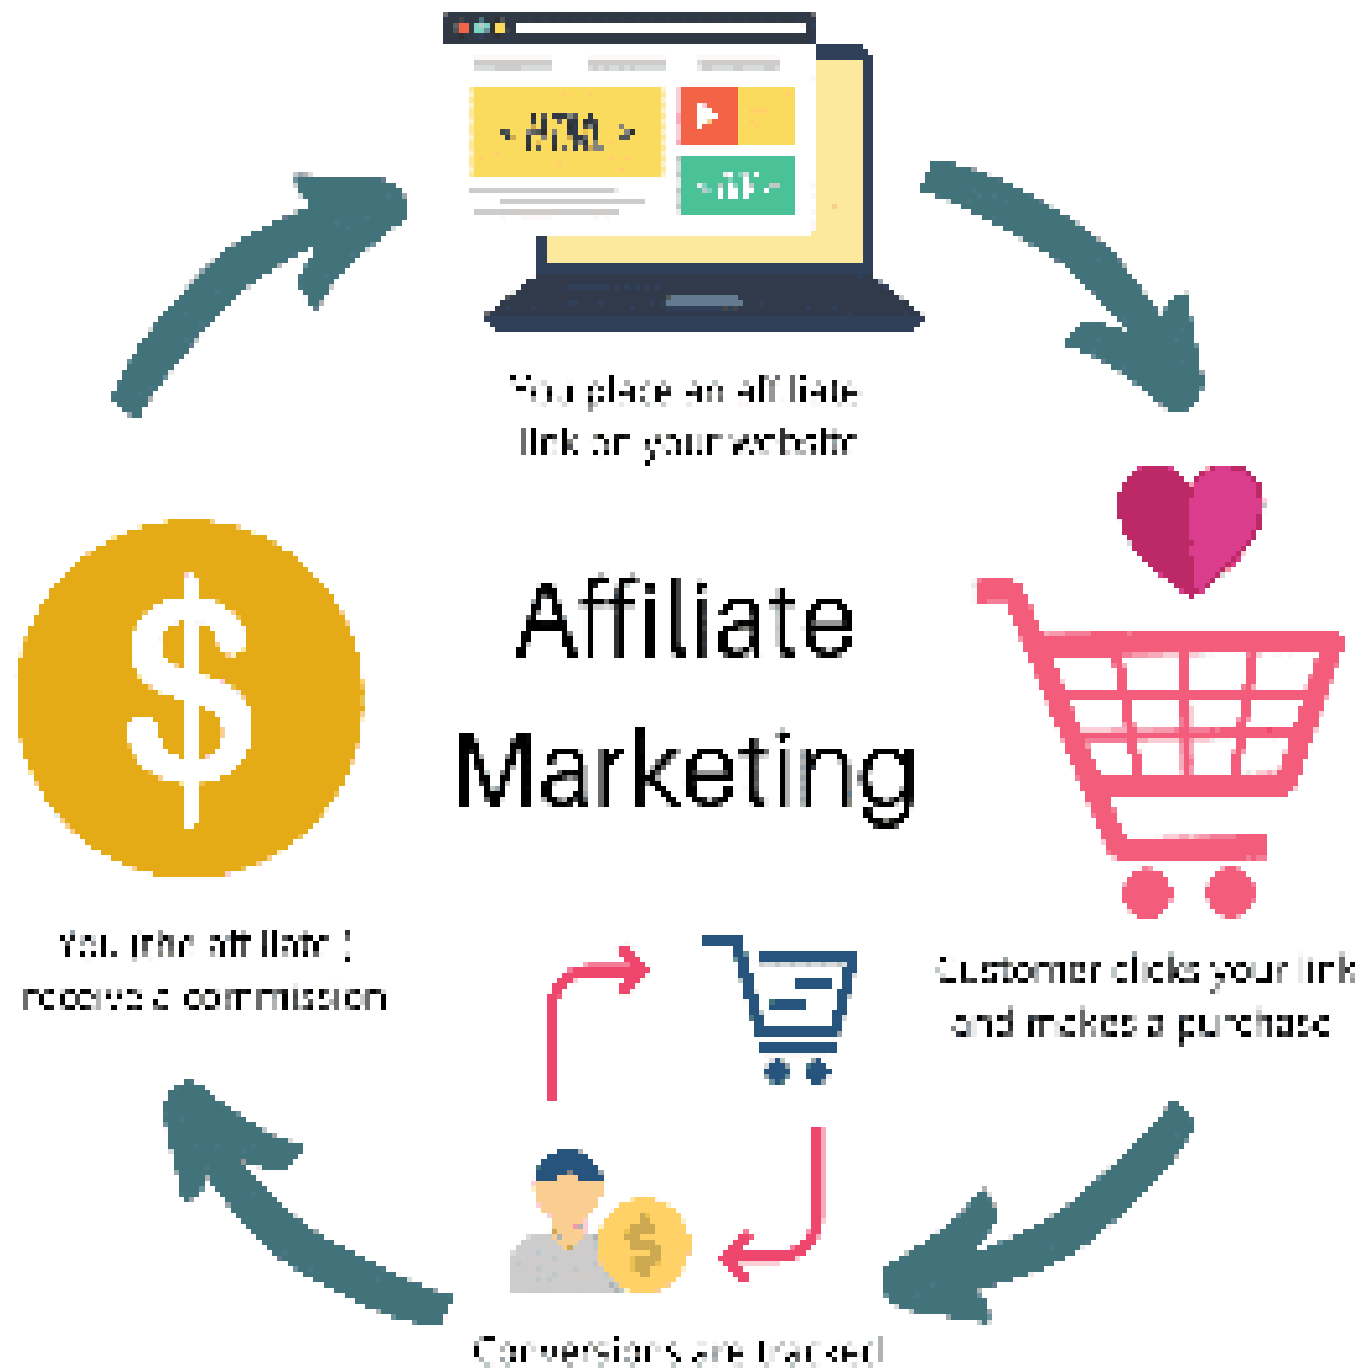 You place an affiliate
link on your website
Affiliate
Marketing
You (the affiliate )
receive a commission
Customer clicks your link
and makes a purchase
Conversions are tracked